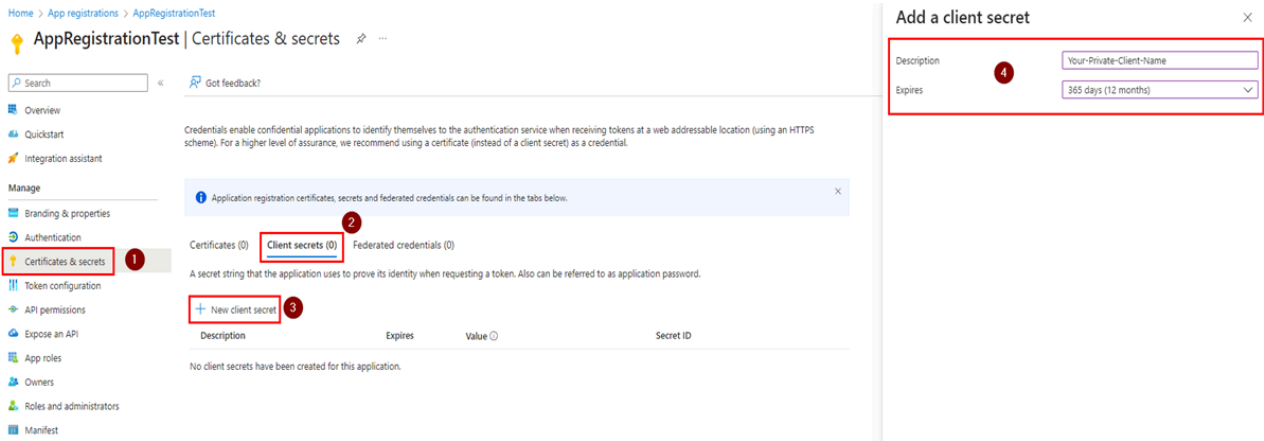 Home > App registrations > AppRegistrationTest
AppRegistrationTest | Certificates & secrets
Search
Overview
Quickstart
Integration assistant
Manage
Branding & properties
Authentication
Certificates & secrets
1
Token configuration
API permissions
Expose an API
App roles
Owners
Roles and administrators
Manifest
Got feedback?
Credentials enable confidential applications to identify themselves to the authentication service when receiving tokens at a web addressable location (using an HTTPS
scheme). For a higher level of assurance, we recommend using a certificate (instead of a client secret) as a credential.
Application registration certificates, secrets and federated credentials can be found in the tabs below.
2
Certificates (0) Client secrets (0) Federated credentials (0)
A secret string that the application uses to prove its identity when requesting a token. Also can be referred to as application password.
+ New client secret
3
Description Expires Value Secret ID
No client secrets have been created for this application.
Add a client secret
Description Your-Private-Client-Name
4
Expires 365 days (12 months)